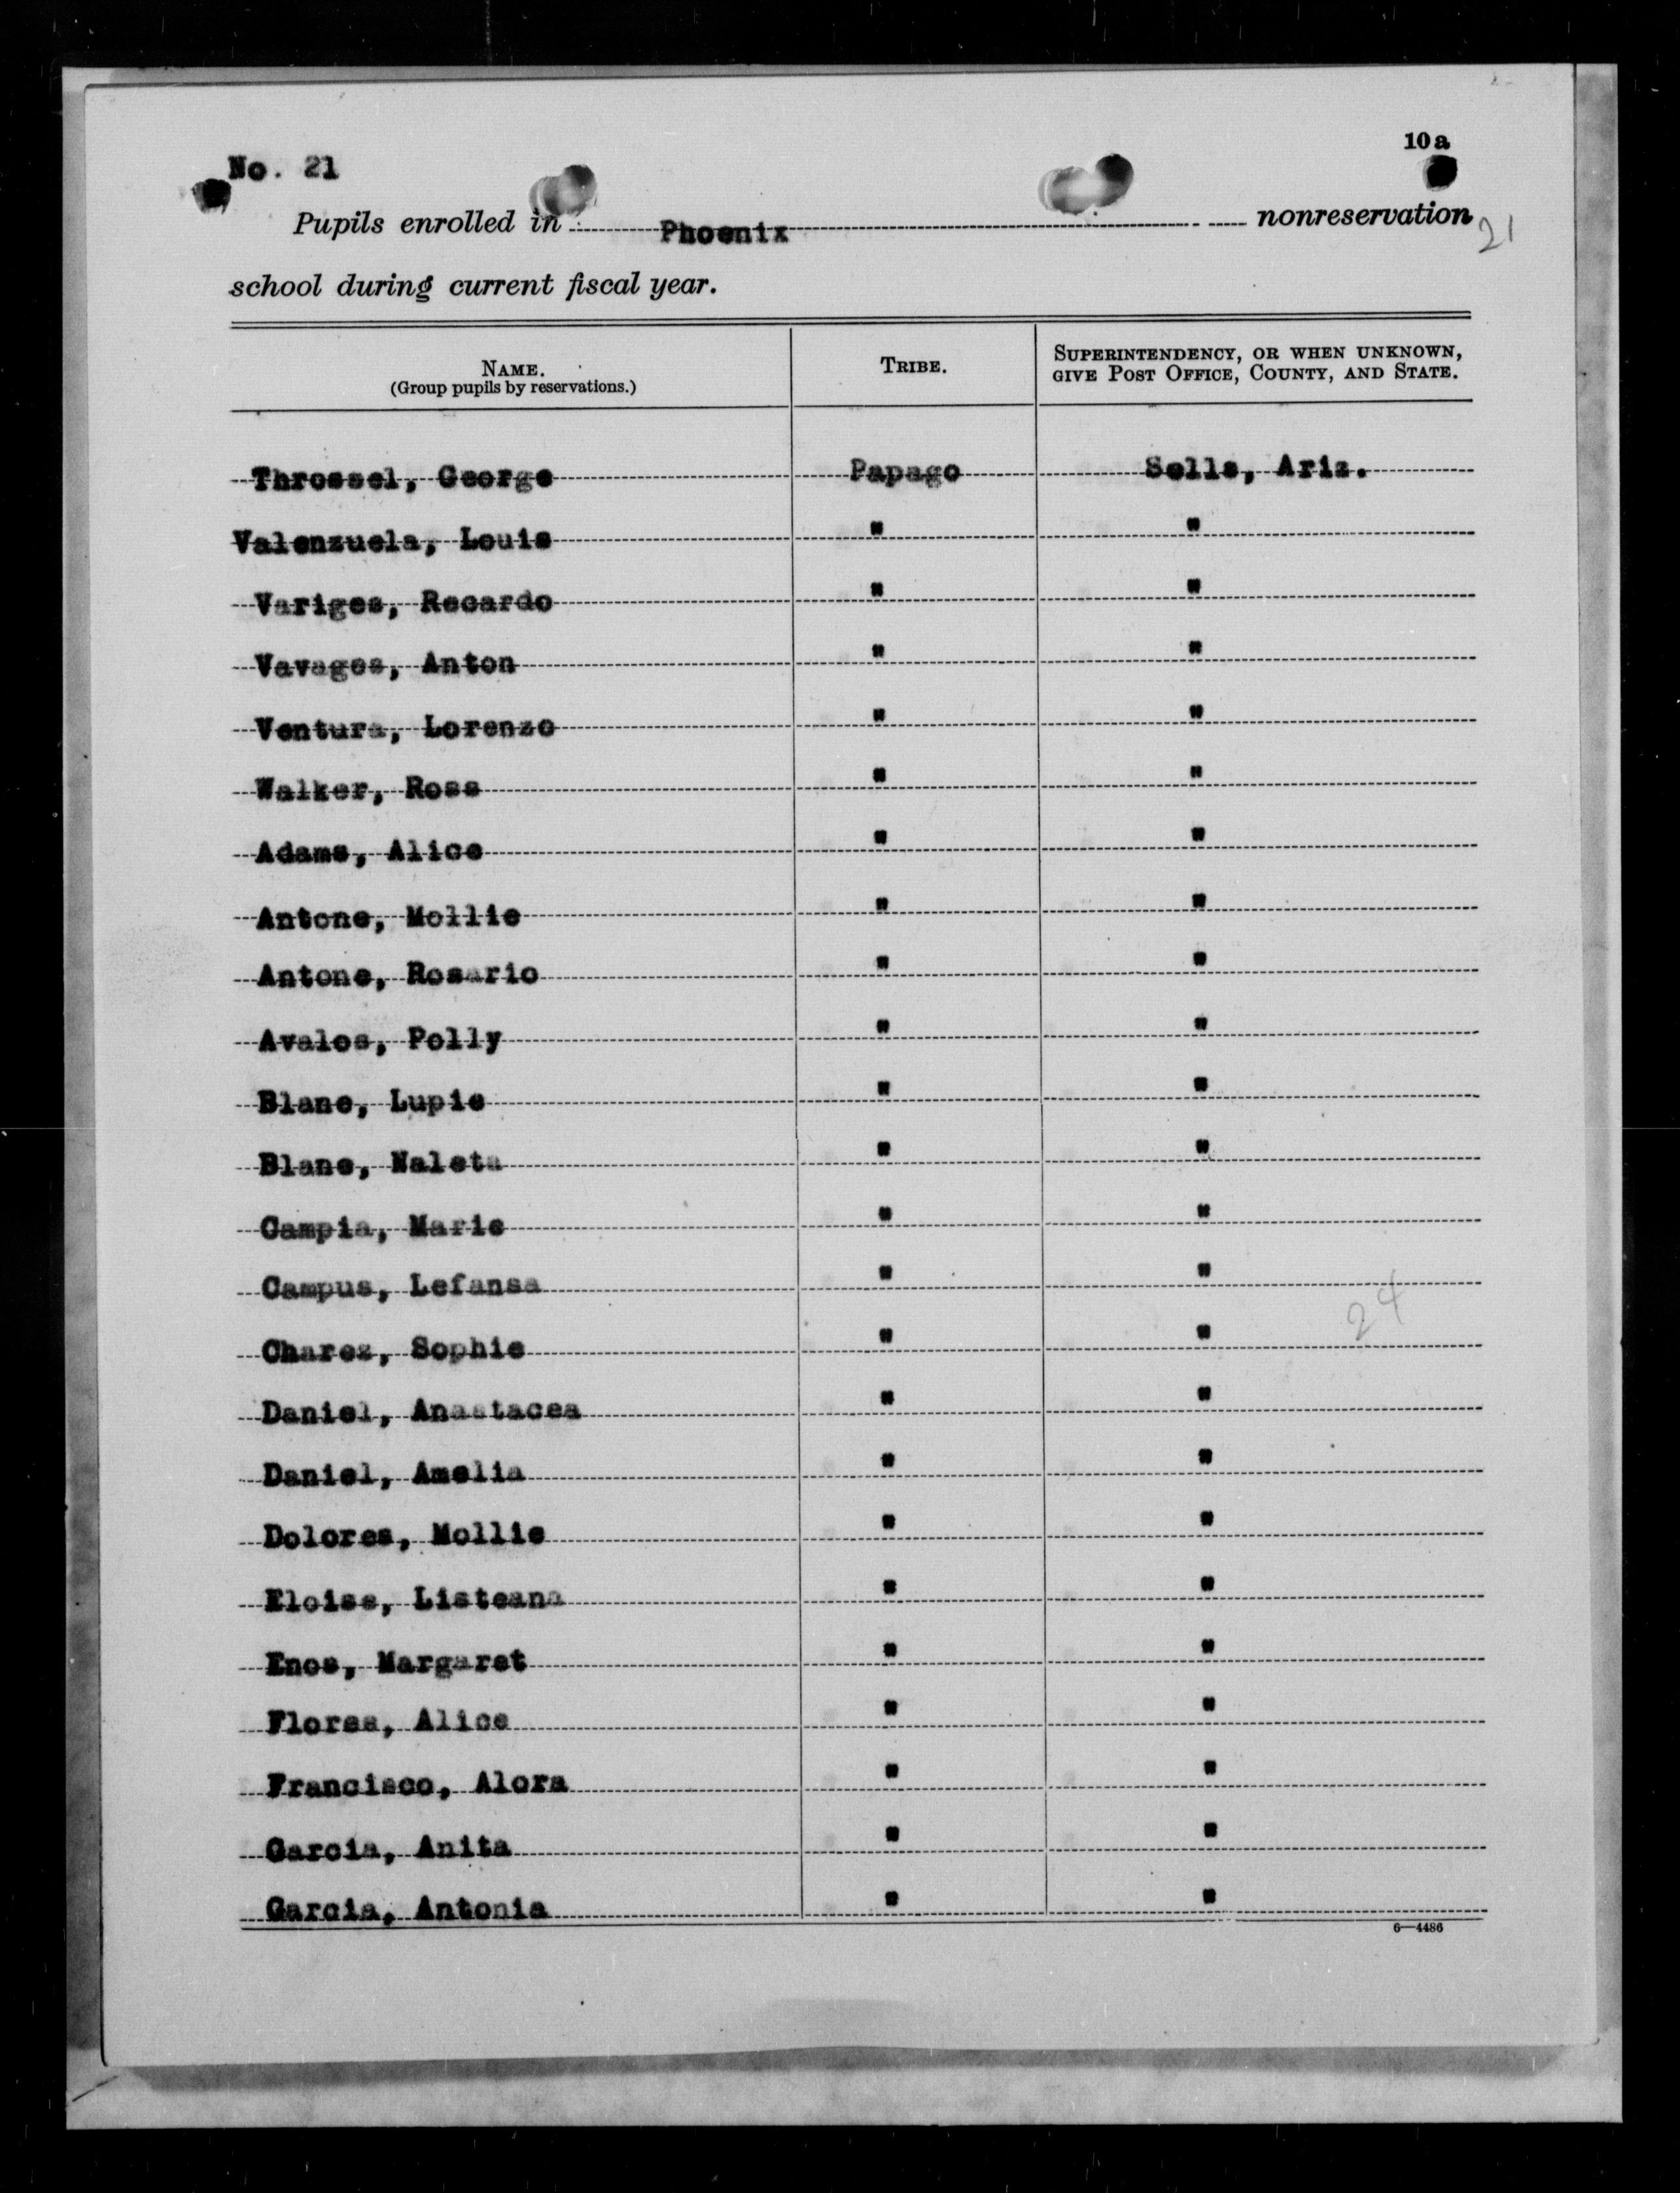 10 a
No. 21
Pupils enrolled in Phoenix nonreservation
21
school during current fiscal year.
NAME. TRIBE. SUPERINTENDENCY, OR WHEN UNKNOWN,
(Group pupils by reservations.) GIVE POST OFFICE, COUNTY, AND STATE.
Throssel, George Papago Sells, Ariz.
Valenzuela, Louis " "
Variges, Recardo " "
Vavages, Anton " "
Ventura, Lorenzo " "
Walker, Ross " "
Adams, Alice " "
Antone, Mollie " "
Antone, Rosario " "
Avalos, Polly " "
Blane, Lupie " "
Blane, Naleta " "
Campia, Marie " "
Campus, Lefansa " "
24
Charez, Sophie " "
Daniel, Anastacea " "
Daniel, Amelia " "
Dolores, Mollie " "
Eloise, Listeana " "
Enos, Margaret " "
Flores, Alice " "
Francisco, Alora " "
Garcia, Anita " "
Garcia, Antonia " "
6—4486